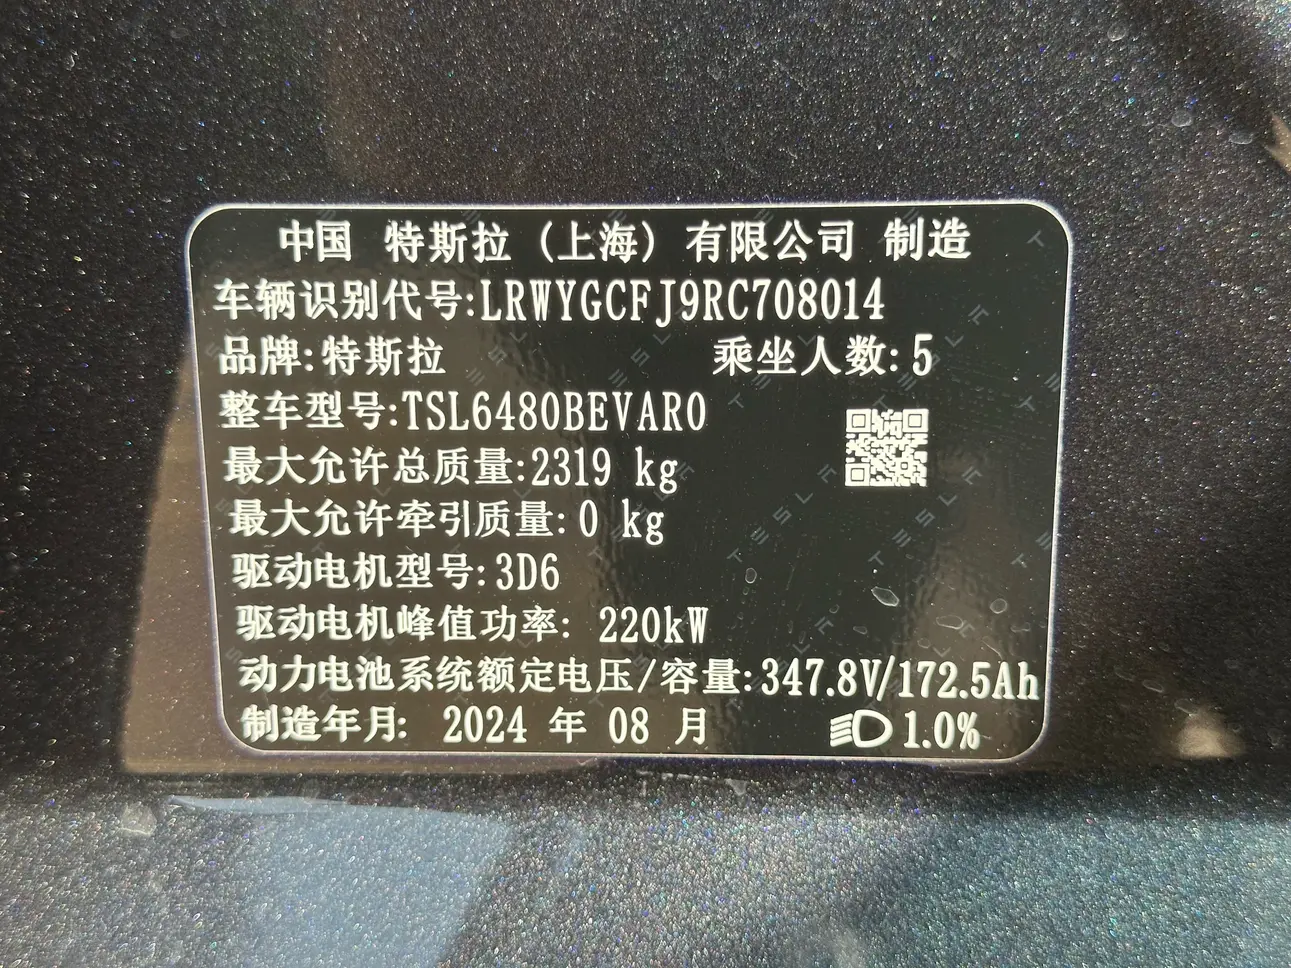 中国 特斯拉 (上海) 有限公司 制造
车辆识别代号:LRWYGCFJ9RC708014
品牌:特斯拉 乘坐人数:5
整车型号:TSL6480BEVAR0
最大允许总质量:2319 kg
最大允许牵引质量:0 kg
驱动电机型号:3D6
驱动电机峰值功率: 220kW
动力电池系统额定电压/容量:347.8V/172.5Ah
制造年月: 2024 年 08 月 1.0%
TESLA